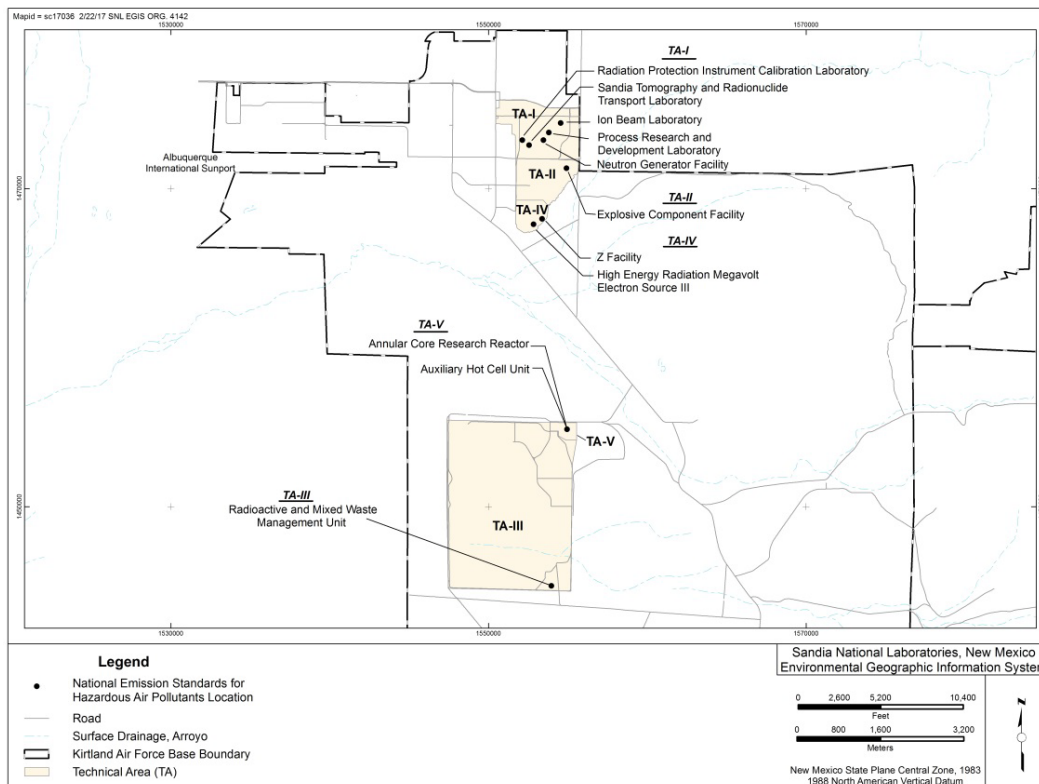 Mapid = sc17036 2/22/17 SNL EGIS ORG. 4142
1530000
1550000
1570000
TA-I
Radiation Protection Instrument Calibration Laboratory
Sandia Tomography and Radionuclide
Transport Laboratory
Ion Beam Laboratory
Process Research and
Development Laboratory
Neutron Generator Facility
TA-I
Albuquerque
International Sunport
TA-II
1470000
1470000
TA-II
Explosive Component Facility
TA-IV
TA-IV
Z Facility
High Energy Radiation Megavolt
Electron Source III
TA-V
Annular Core Research Reactor
Auxiliary Hot Cell Unit
TA-V
TA-III
Radioactive and Mixed Waste
Management Unit
1450000
1450000
TA-III
1530000
1550000
1570000
Legend
National Emission Standards for
Hazardous Air Pollutants Location
Road
Surface Drainage, Arroyo
Kirtland Air Force Base Boundary
Technical Area (TA)
Sandia National Laboratories, New Mexico
Environmental Geographic Information System
0 2,600 5,200 10,400
Feet
0 800 1,600 3,200
Meters
N
New Mexico State Plane Central Zone, 1983
1988 North American Vertical Datum